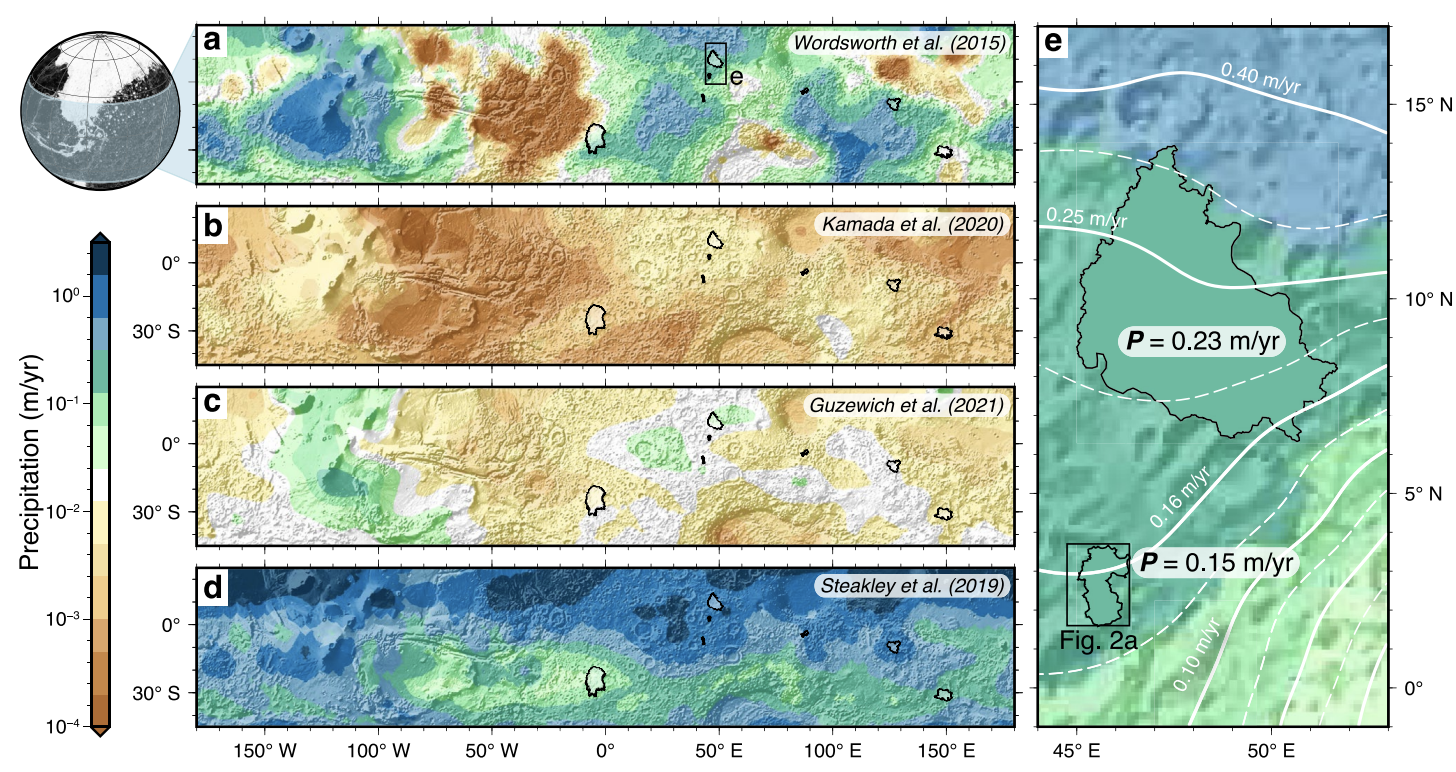 a
Wordsworth et al. (2015)
e
b
Kamada et al. (2020)
0°
30° S
c
Guzewich et al. (2021)
0°
30° S
d
Steakley et al. (2019)
0°
30° S
150° W
100° W
50° W
0°
50° E
100° E
150° E
Precipitation (m/yr)
10⁰
10⁻¹
10⁻²
10⁻³
10⁻⁴
e
0.40 m/yr
0.25 m/yr
P = 0.23 m/yr
0.16 m/yr
P = 0.15 m/yr
Fig. 2a
0.10 m/yr
15° N
10° N
5° N
0°
45° E
50° E